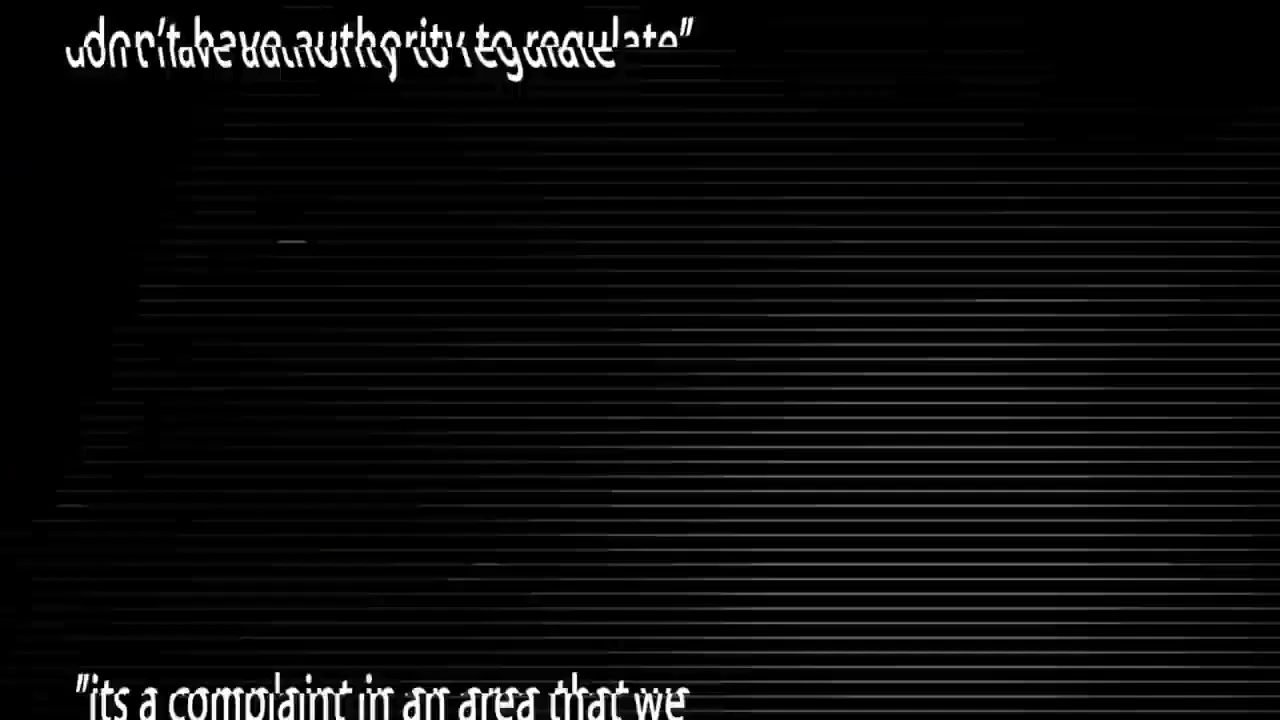 don't have authority to regulate"
"its a complaint in an area that we